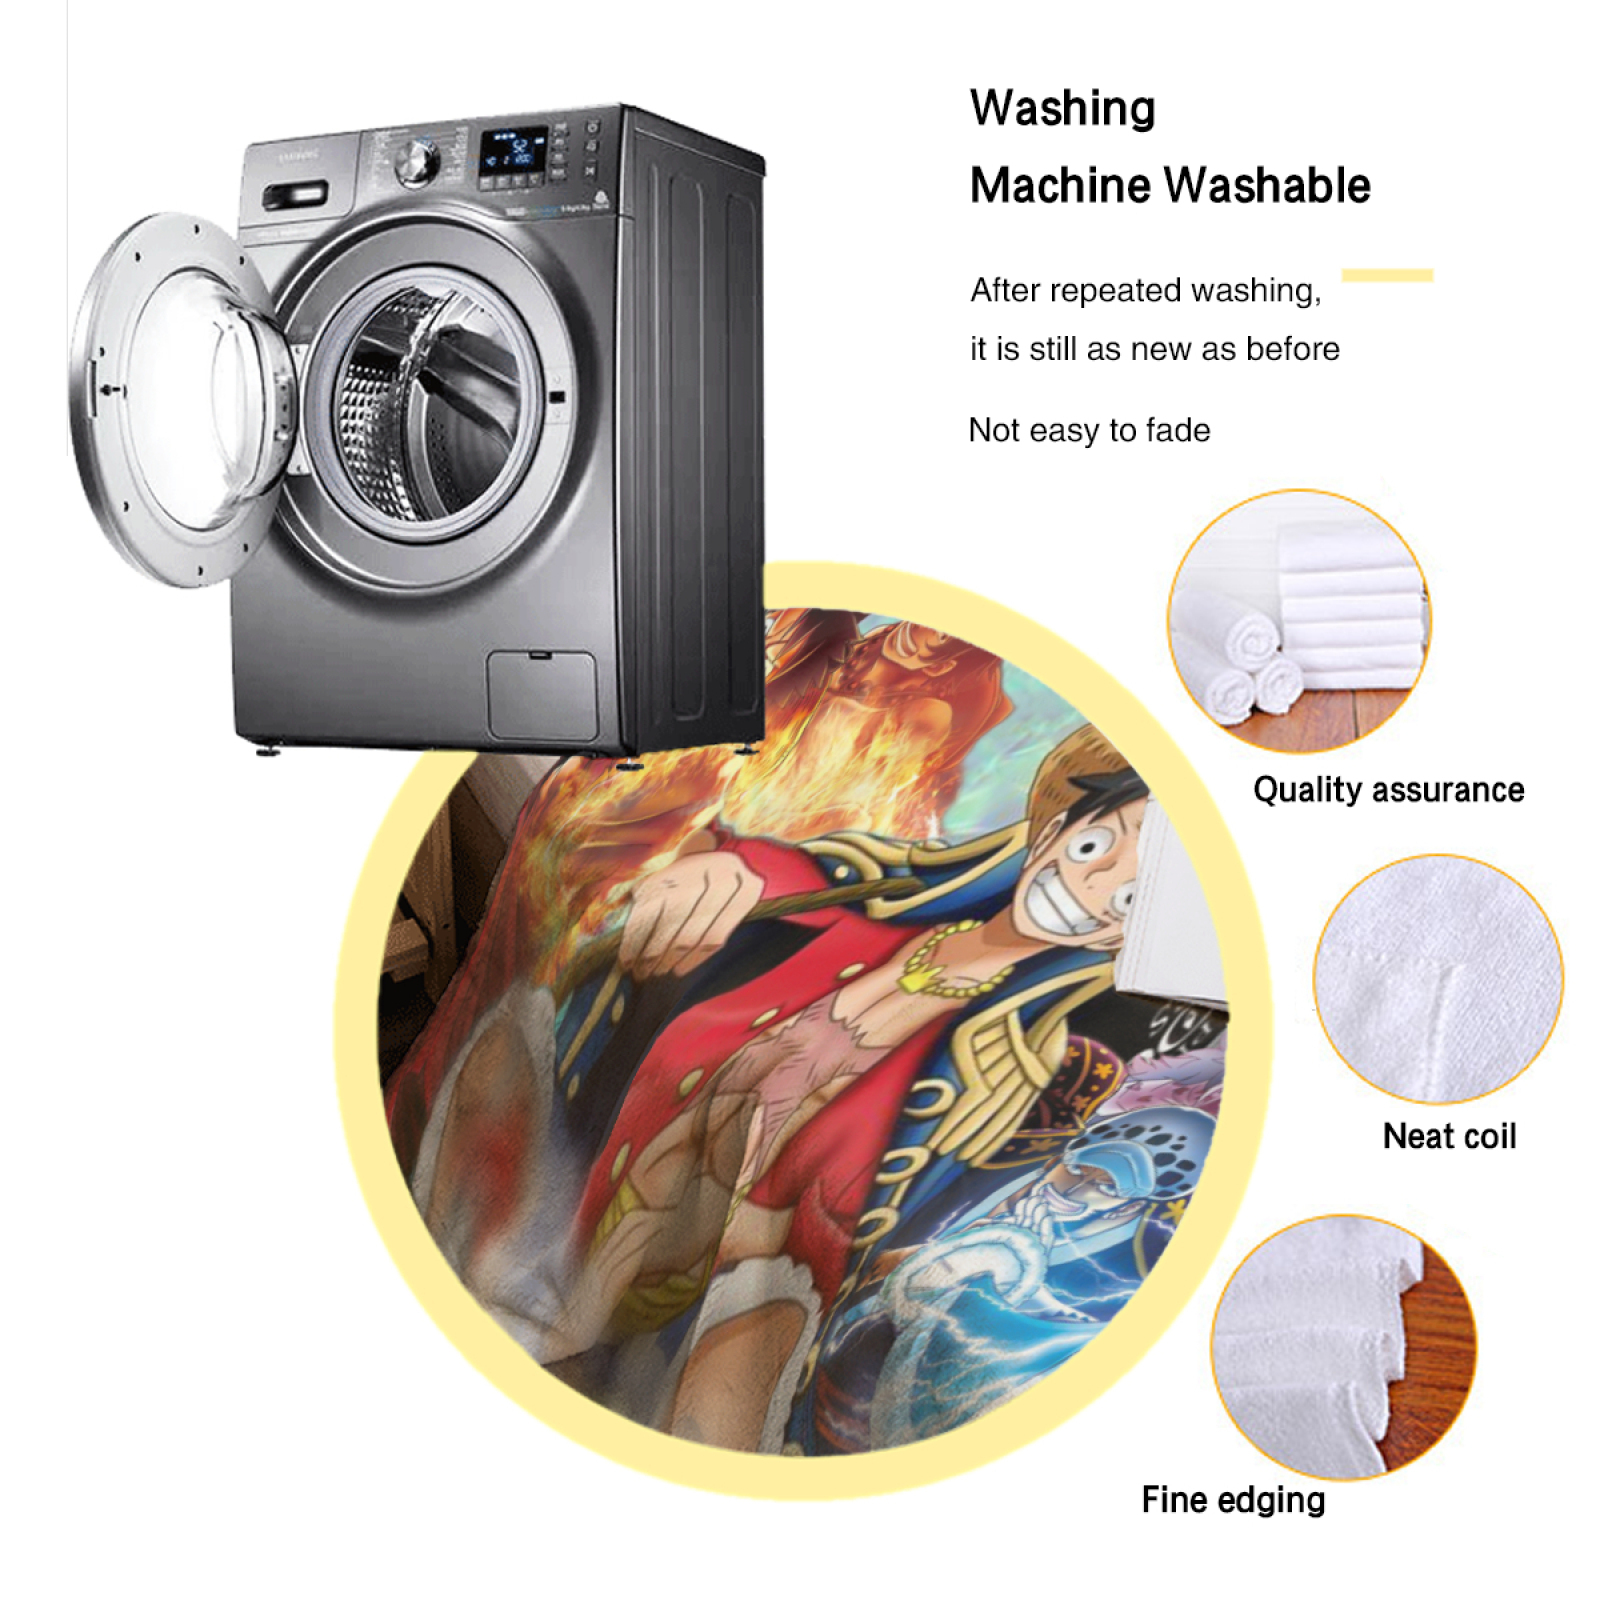 Washing
Machine Washable
After repeated washing,
it is still as new as before
Not easy to fade
Quality assurance
Neat coil
Fine edging